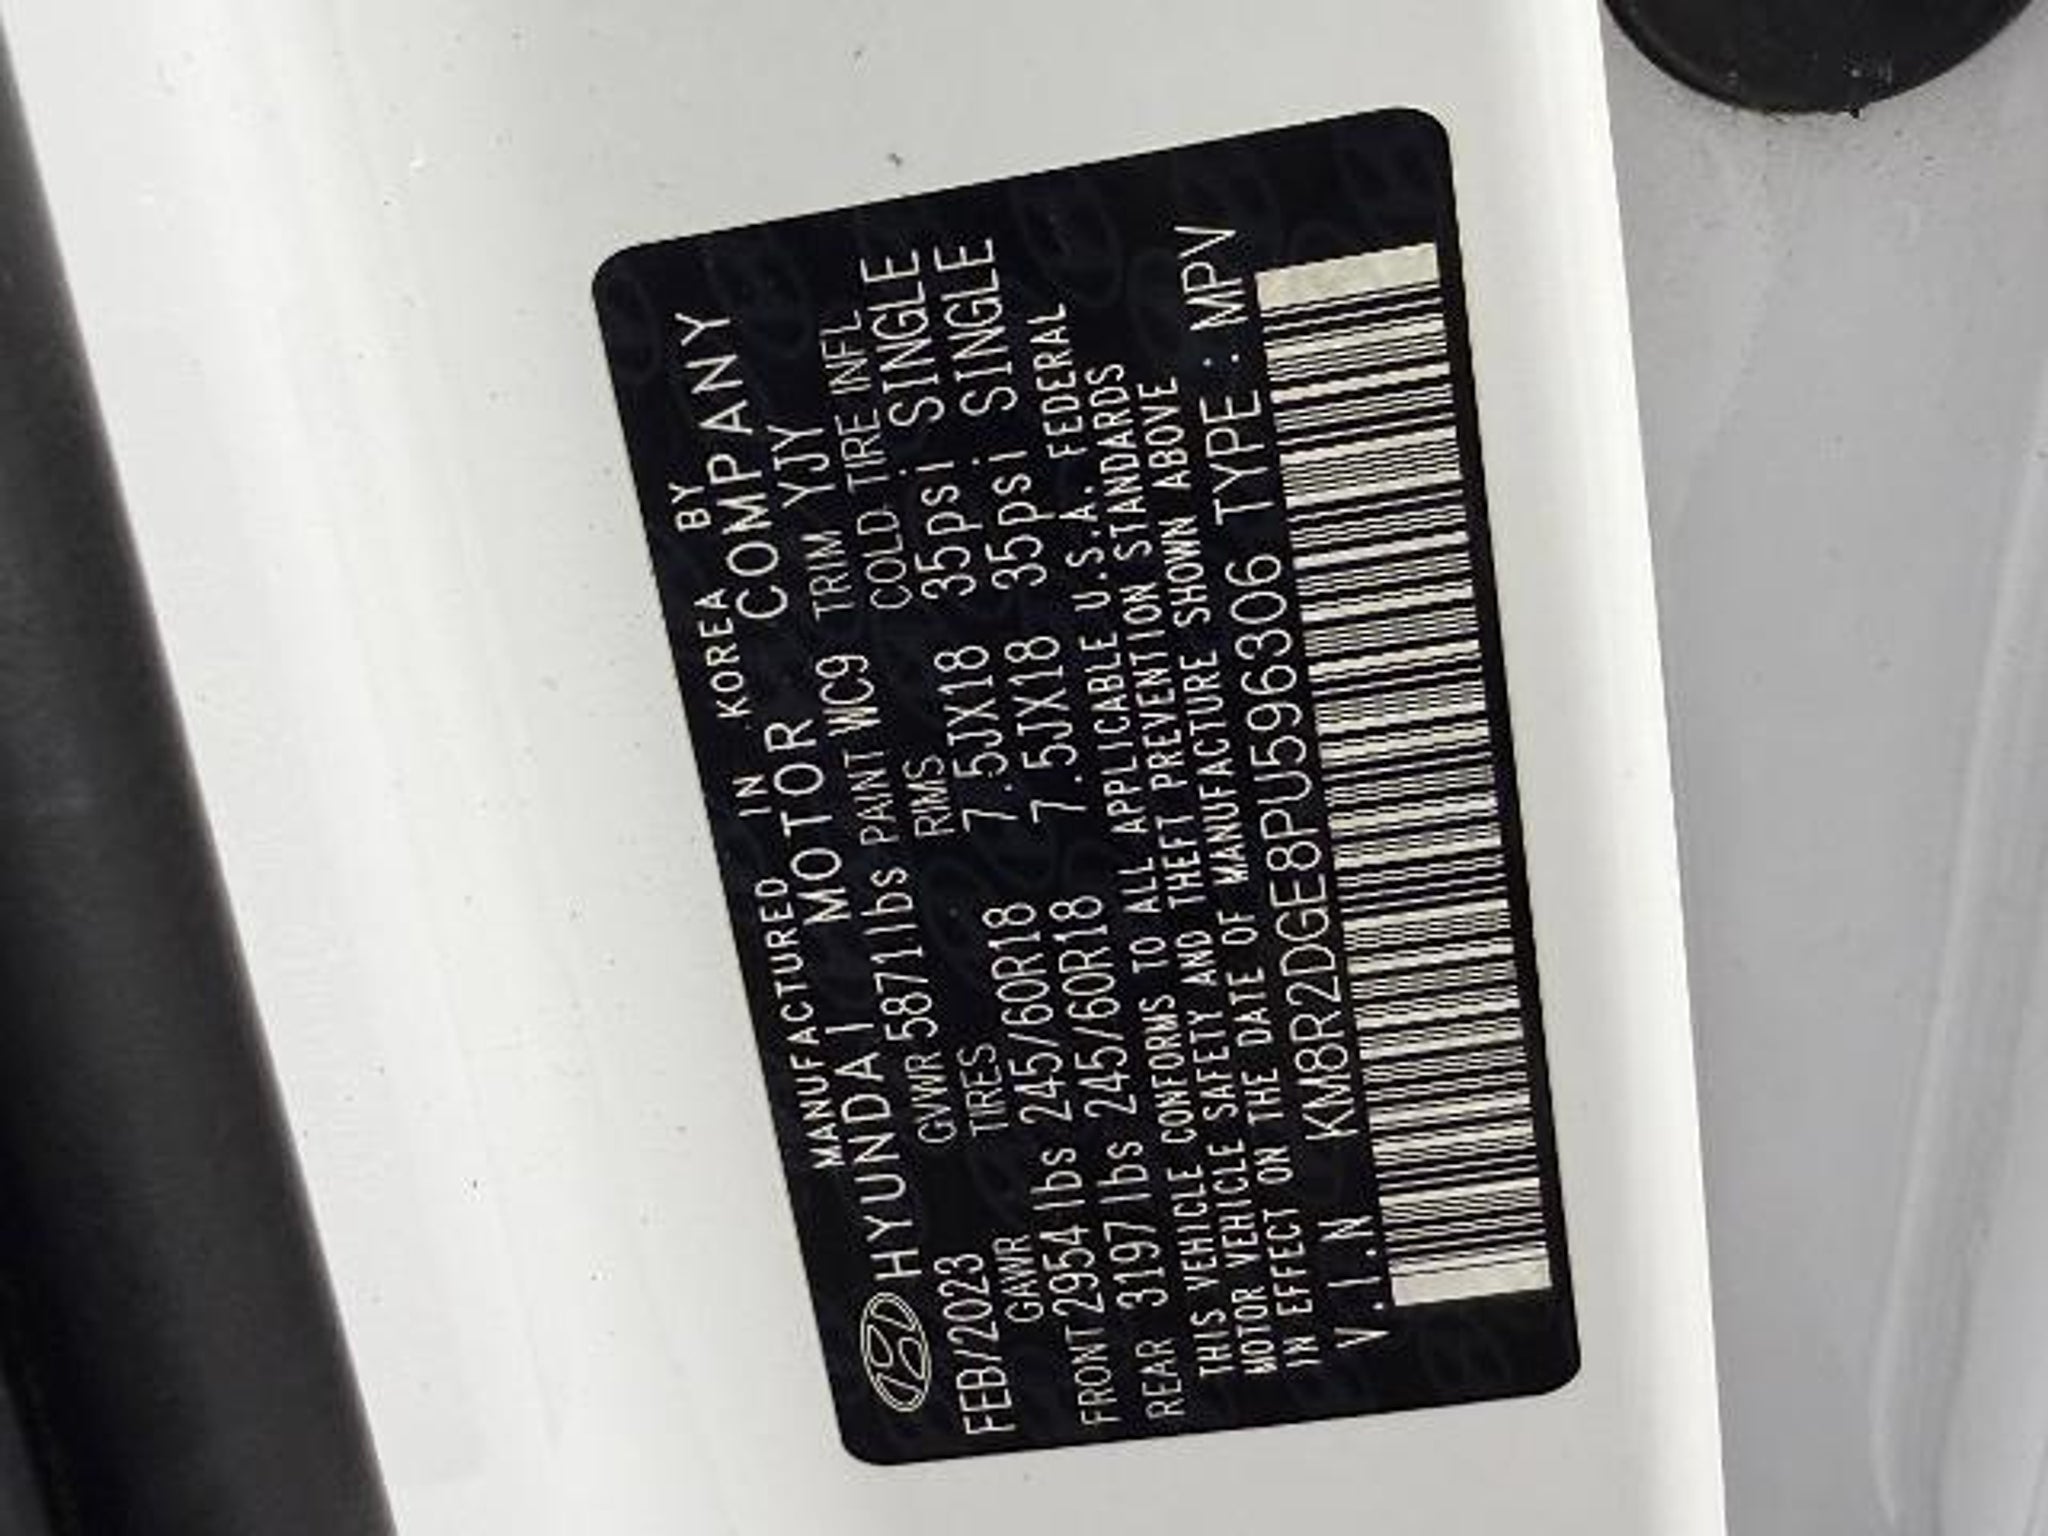 MANUFACTURED IN KOREA BY
HYUNDAI MOTOR COMPANY
FEB/2023 GVWR 5871lbs PAINT WC9 TRIM YJY
GAWR TIRES RIMS COLD TIRE INFL
FRONT 2954 lbs 245/60R18 7.5JX18 35psi SINGLE
REAR 3197 lbs 245/60R18 7.5JX18 35psi SINGLE
THIS VEHICLE CONFORMS TO ALL APPLICABLE U.S.A. FEDERAL
MOTOR VEHICLE SAFETY AND THEFT PREVENTION STANDARDS
IN EFFECT ON THE DATE OF MANUFACTURE SHOWN ABOVE
V.I.N KM8R2DGE8PU596306 TYPE : MPV